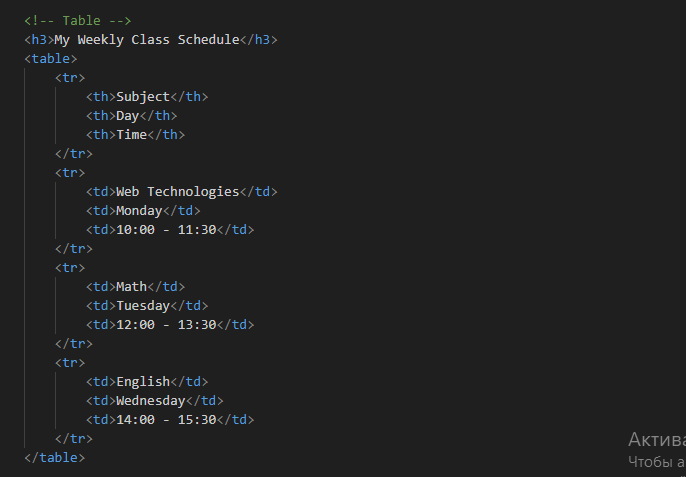 <!-- Table -->
<h3>My Weekly Class Schedule</h3>
<table>
    <tr>
        <th>Subject</th>
        <th>Day</th>
        <th>Time</th>
    </tr>
    <tr>
        <td>Web Technologies</td>
        <td>Monday</td>
        <td>10:00 - 11:30</td>
    </tr>
    <tr>
        <td>Math</td>
        <td>Tuesday</td>
        <td>12:00 - 13:30</td>
    </tr>
    <tr>
        <td>English</td>
        <td>Wednesday</td>
        <td>14:00 - 15:30</td>
    </tr>
</table>
Актива
Чтобы а